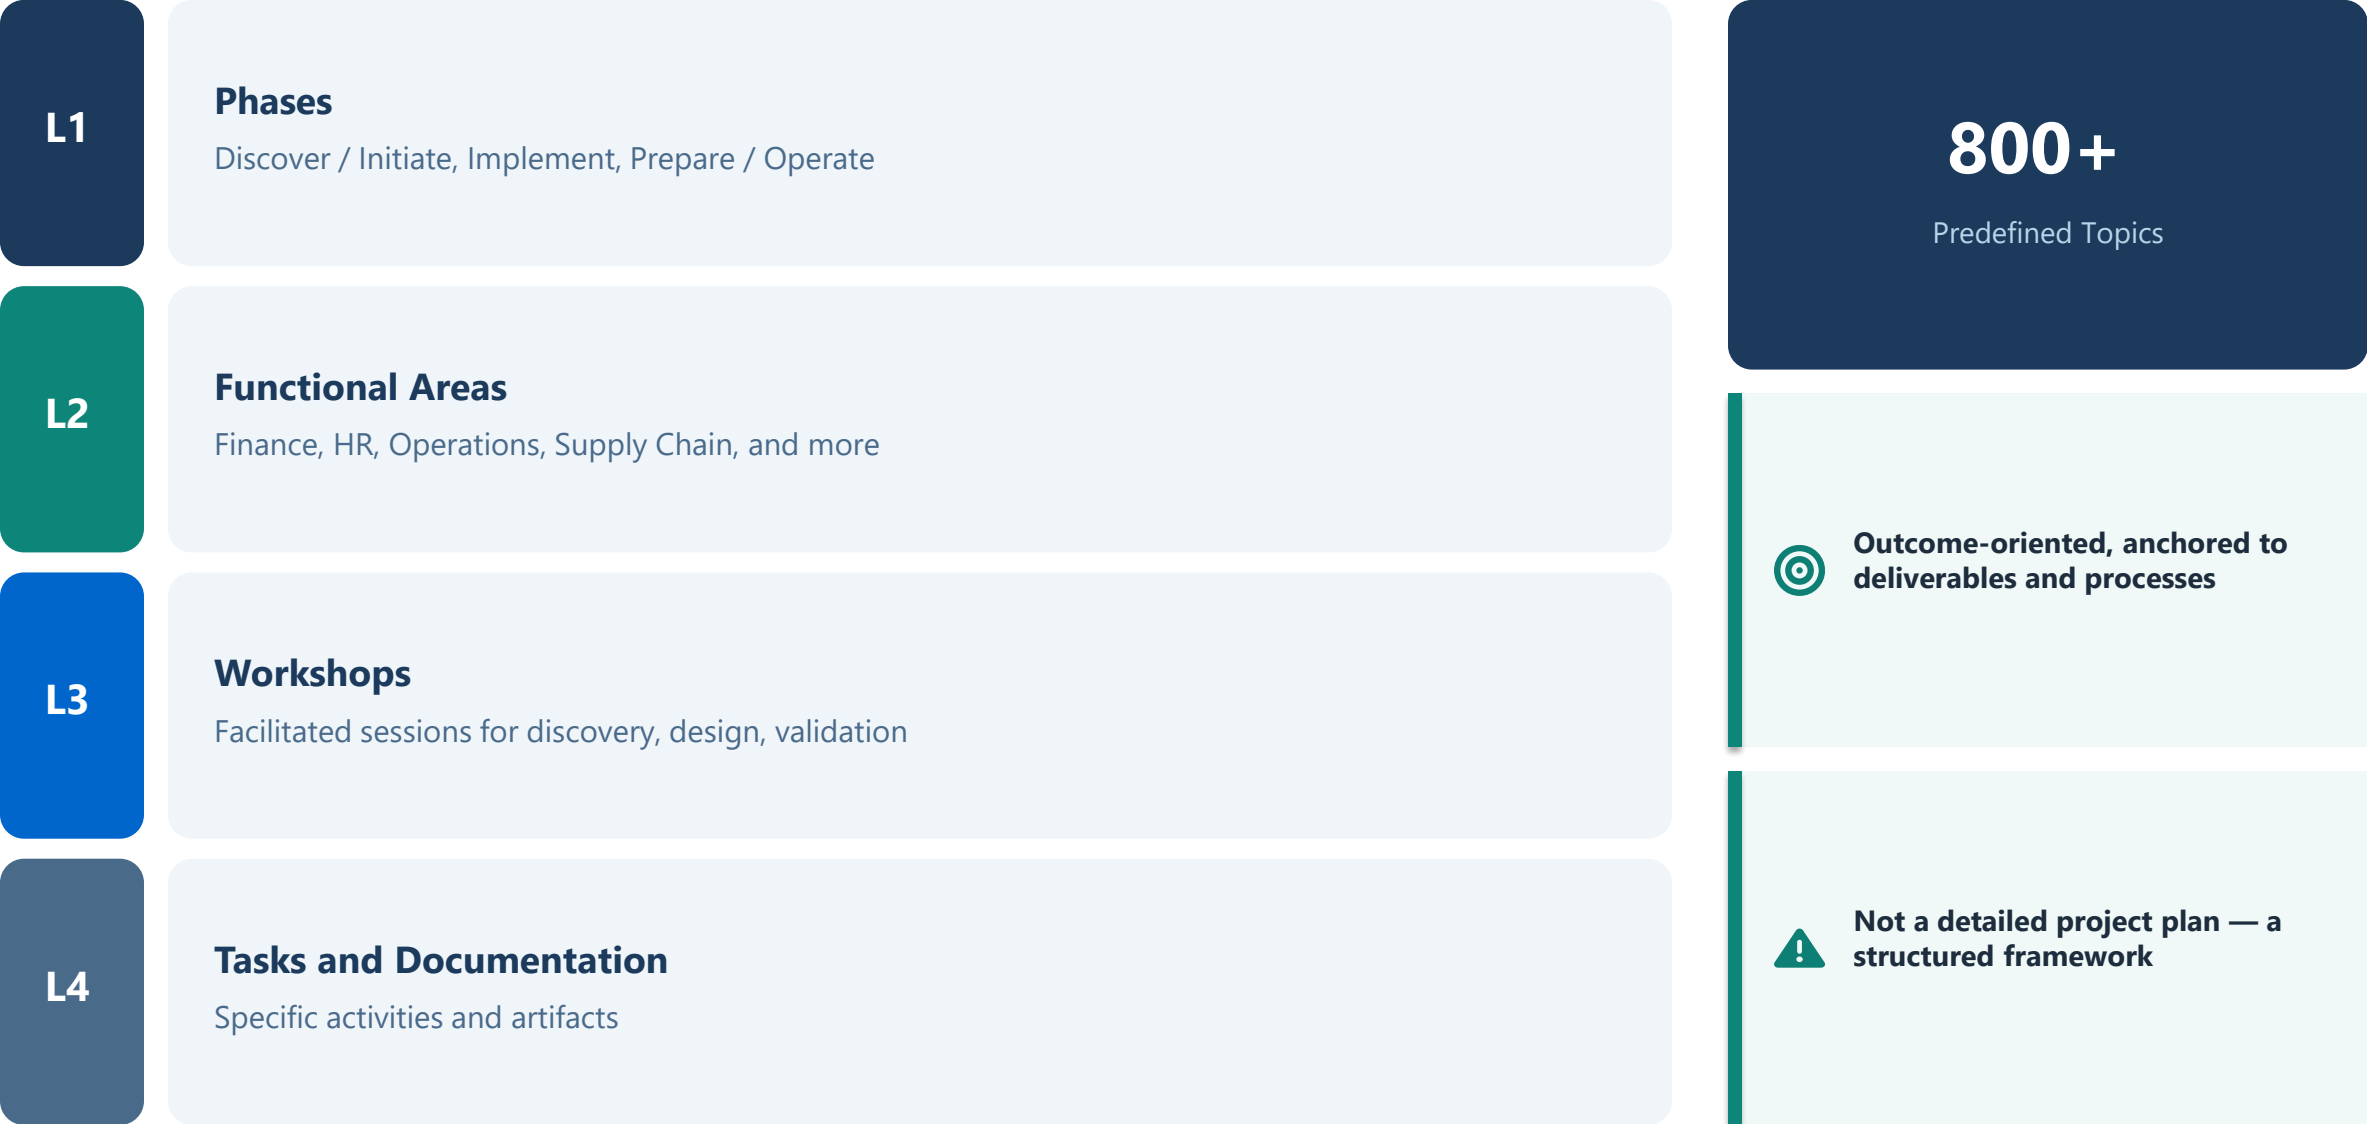 L1
Phases
Discover / Initiate, Implement, Prepare / Operate
L2
Functional Areas
Finance, HR, Operations, Supply Chain, and more
L3
Workshops
Facilitated sessions for discovery, design, validation
L4
Tasks and Documentation
Specific activities and artifacts
800+
Predefined Topics
Outcome-oriented, anchored to
deliverables and processes
Not a detailed project plan — a
structured framework